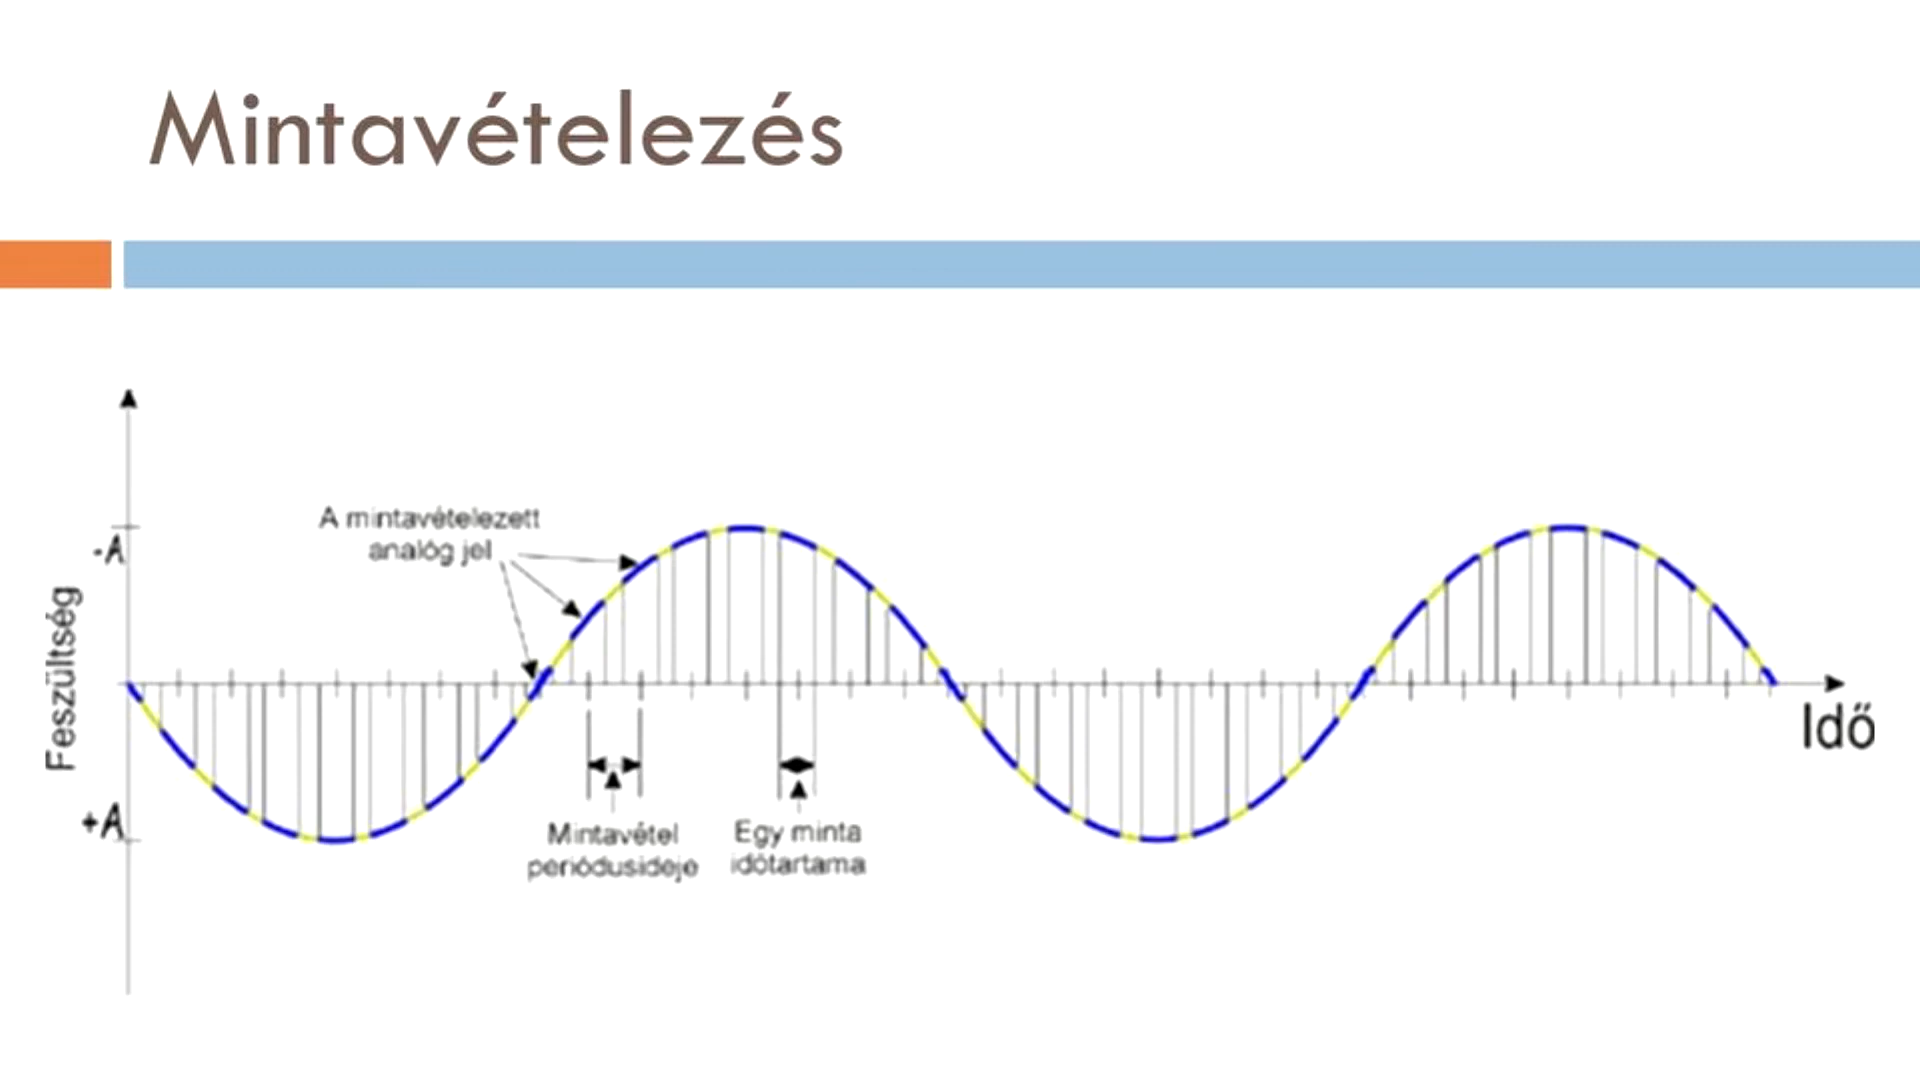 Mintavételezés
A mintavételezett
analóg jel
-A
Feszültség
+A
Idő
Mintavétel
periódusideje
Egy minta
időtartama